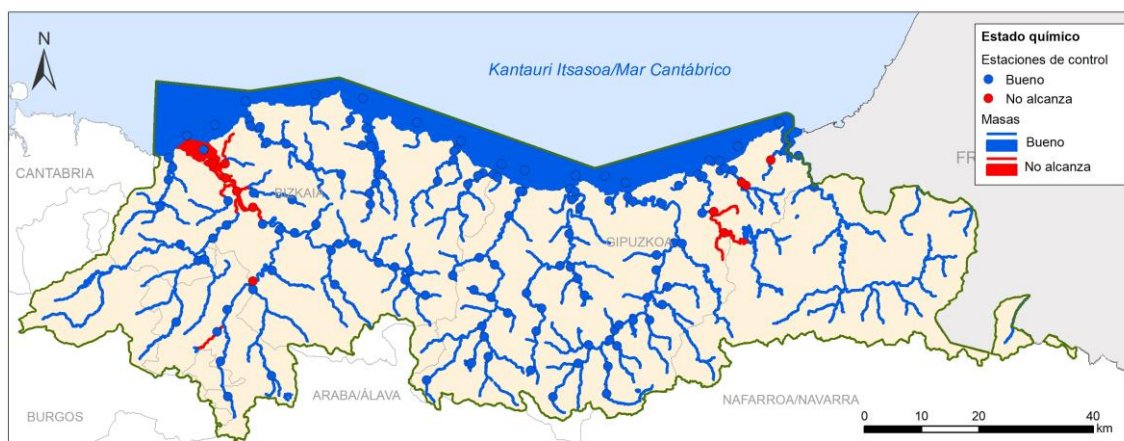 N
Kantauri Itsasoa/Mar Cantábrico
Estado químico
Estaciones de control
Bueno
No alcanza
Masas
Bueno
No alcanza
CANTABRIA
BIZKAIA
GIPUZKOA
FR
BURGOS
ARABA/ÁLAVA
NAFARROA/NAVARRA
0 10 20 40
km